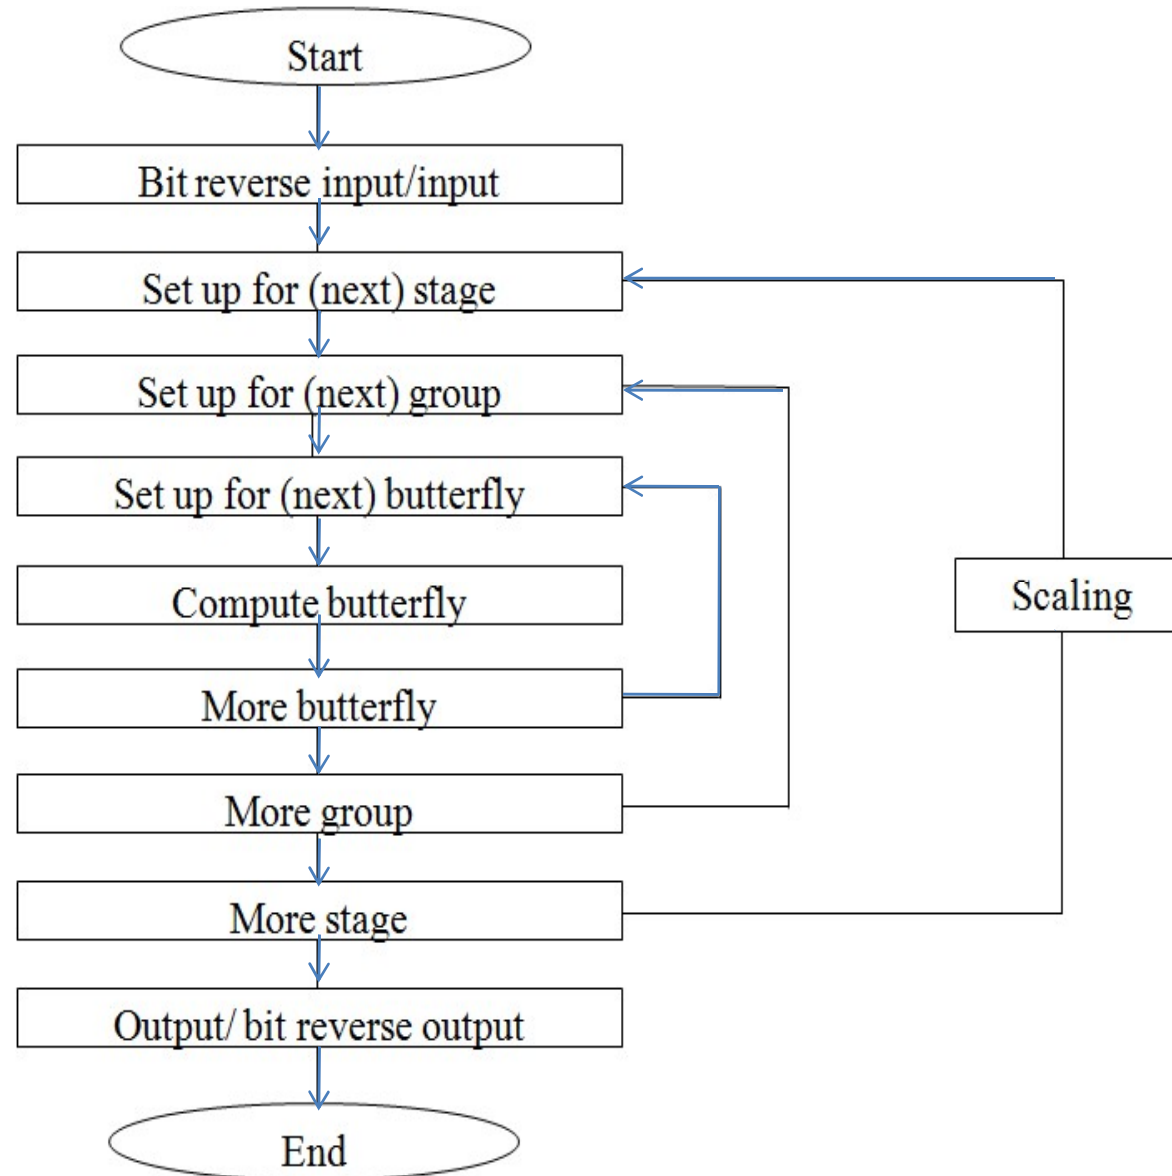 Start
Bit reverse input/input
Set up for (next) stage
Set up for (next) group
Set up for (next) butterfly
Compute butterfly
Scaling
More butterfly
More group
More stage
Output/ bit reverse output
End